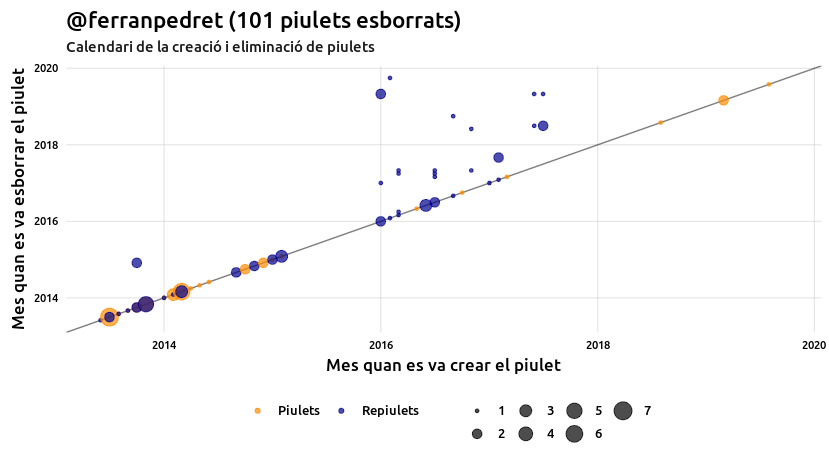 @ferranpedret (101 piulets esborrats)
Calendari de la creació i eliminació de piulets
Mes quan es va esborrar el piulet
2020
2018
2016
2014
2014 2016 2018 2020
Mes quan es va crear el piulet
Piulets Repiulets 1 3 5 7
2 4 6